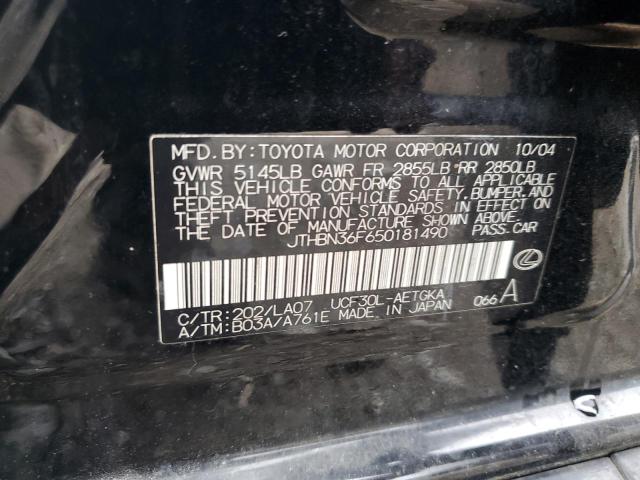 MFD. BY: TOYOTA MOTOR CORPORATION 10/04
GVWR 5145LB GAWR FR 2855LB RR 2850LB
THIS VEHICLE CONFORMS TO ALL APPLICABLE
FEDERAL MOTOR VEHICLE SAFETY, BUMPER, AND
THEFT PREVENTION STANDARDS IN EFFECT ON
THE DATE OF MANUFACTURE SHOWN ABOVE.
JTHBN36F650181490 PASS.CAR
C/TR: 202/LA07 UCF30L-AETGKA 066 A
A/TM: B03A/A761E MADE IN JAPAN